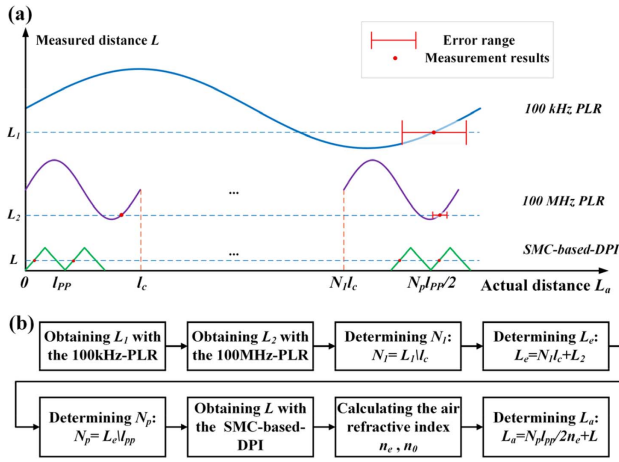 (a)
Measured distance L
Error range
Measurement results
100 kHz PLR
L1
...
100 MHz PLR
L2
...
SMC-based-DPI
L
0 lPP lc N1lc NplPP/2 Actual distance La
(b)
Obtaining L1 with
the 100kHz-PLR
Obtaining L2 with
the 100MHz-PLR
Determining N1:
N1= L1\lc
Determining Le:
Le=N1lc+L2
Determining Np:
Np= Le\lpp
Obtaining L with
the SMC-based-
DPI
Calculating the air
refractive index
ne , n0
Determining La:
La=Nplpp/2ne+L